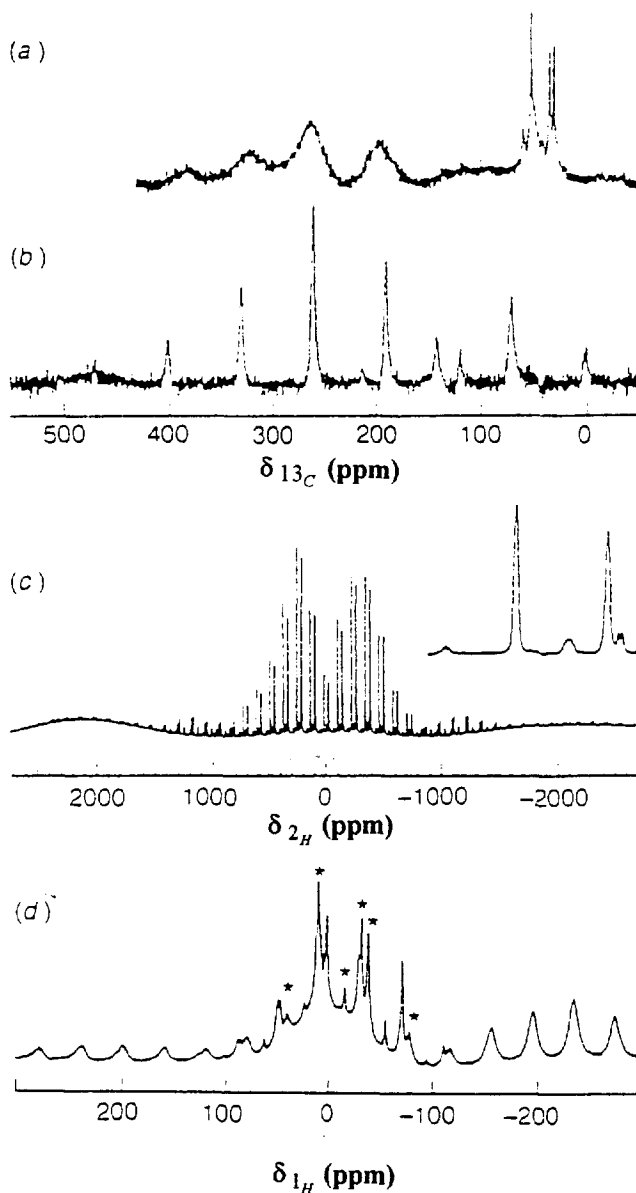 (a)
(b)
500 400 300 200 100 0
δ 13C (ppm)
(c)
2000 1000 0 -1000 -2000
δ 2H (ppm)
(d)
* * * * * *
200 100 0 -100 -200
δ 1H (ppm)